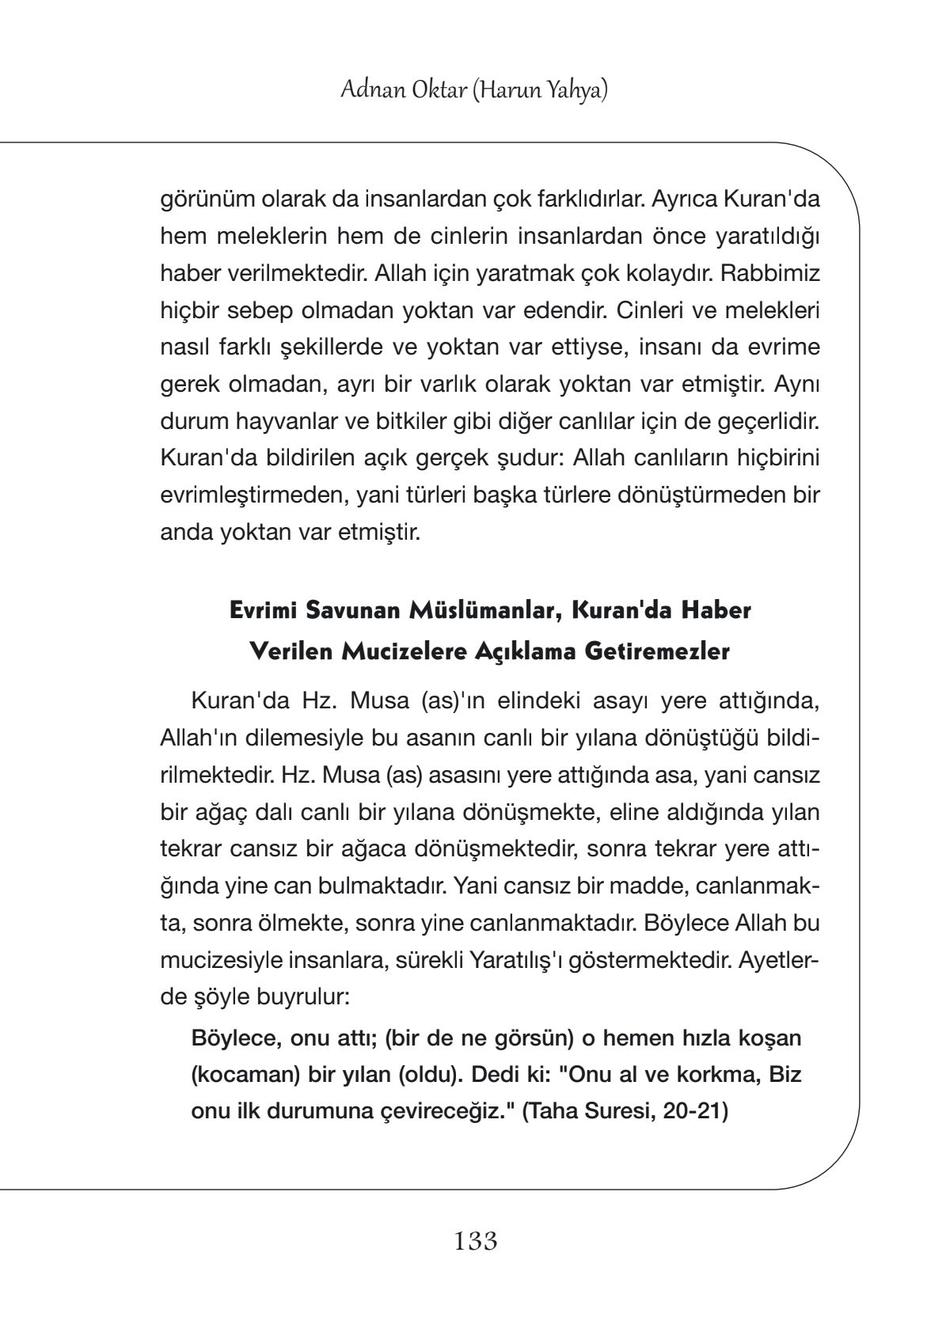 Adnan Oktar (Harun Yahya)
görünüm olarak da insanlardan çok farklıdırlar. Ayrıca Kuran'da
hem meleklerin hem de cinlerin insanlardan önce yaratıldığı
haber verilmektedir. Allah için yaratmak çok kolaydır. Rabbimiz
hiçbir sebep olmadan yoktan var edendir. Cinleri ve melekleri
nasıl farklı şekillerde ve yoktan var ettiyse, insanı da evrime
gerek olmadan, ayrı bir varlık olarak yoktan var etmiştir. Aynı
durum hayvanlar ve bitkiler gibi diğer canlılar için de geçerlidir.
Kuran'da bildirilen açık gerçek şudur: Allah canlıların hiçbirini
evrimleştirmeden, yani türleri başka türlere dönüştürmeden bir
anda yoktan var etmiştir.
Evrimi Savunan Müslümanlar, Kuran'da Haber
Verilen Mucizelere Açıklama Getiremezler
Kuran'da Hz. Musa (as)'ın elindeki asayı yere attığında,
Allah'ın dilemesiyle bu asanın canlı bir yılana dönüştüğü bildi-
rilmektedir. Hz. Musa (as) asasını yere attığında asa, yani cansız
bir ağaç dalı canlı bir yılana dönüşmekte, eline aldığında yılan
tekrar cansız bir ağaca dönüşmektedir, sonra tekrar yere attı-
ğında yine can bulmaktadır. Yani cansız bir madde, canlanmak-
ta, sonra ölmekte, sonra yine canlanmaktadır. Böylece Allah bu
mucizesiyle insanlara, sürekli Yaratılış'ı göstermektedir. Ayetler-
de şöyle buyrulur:
Böylece, onu attı; (bir de ne görsün) o hemen hızla koşan
(kocaman) bir yılan (oldu). Dedi ki: "Onu al ve korkma, Biz
onu ilk durumuna çevireceğiz." (Taha Suresi, 20-21)
133